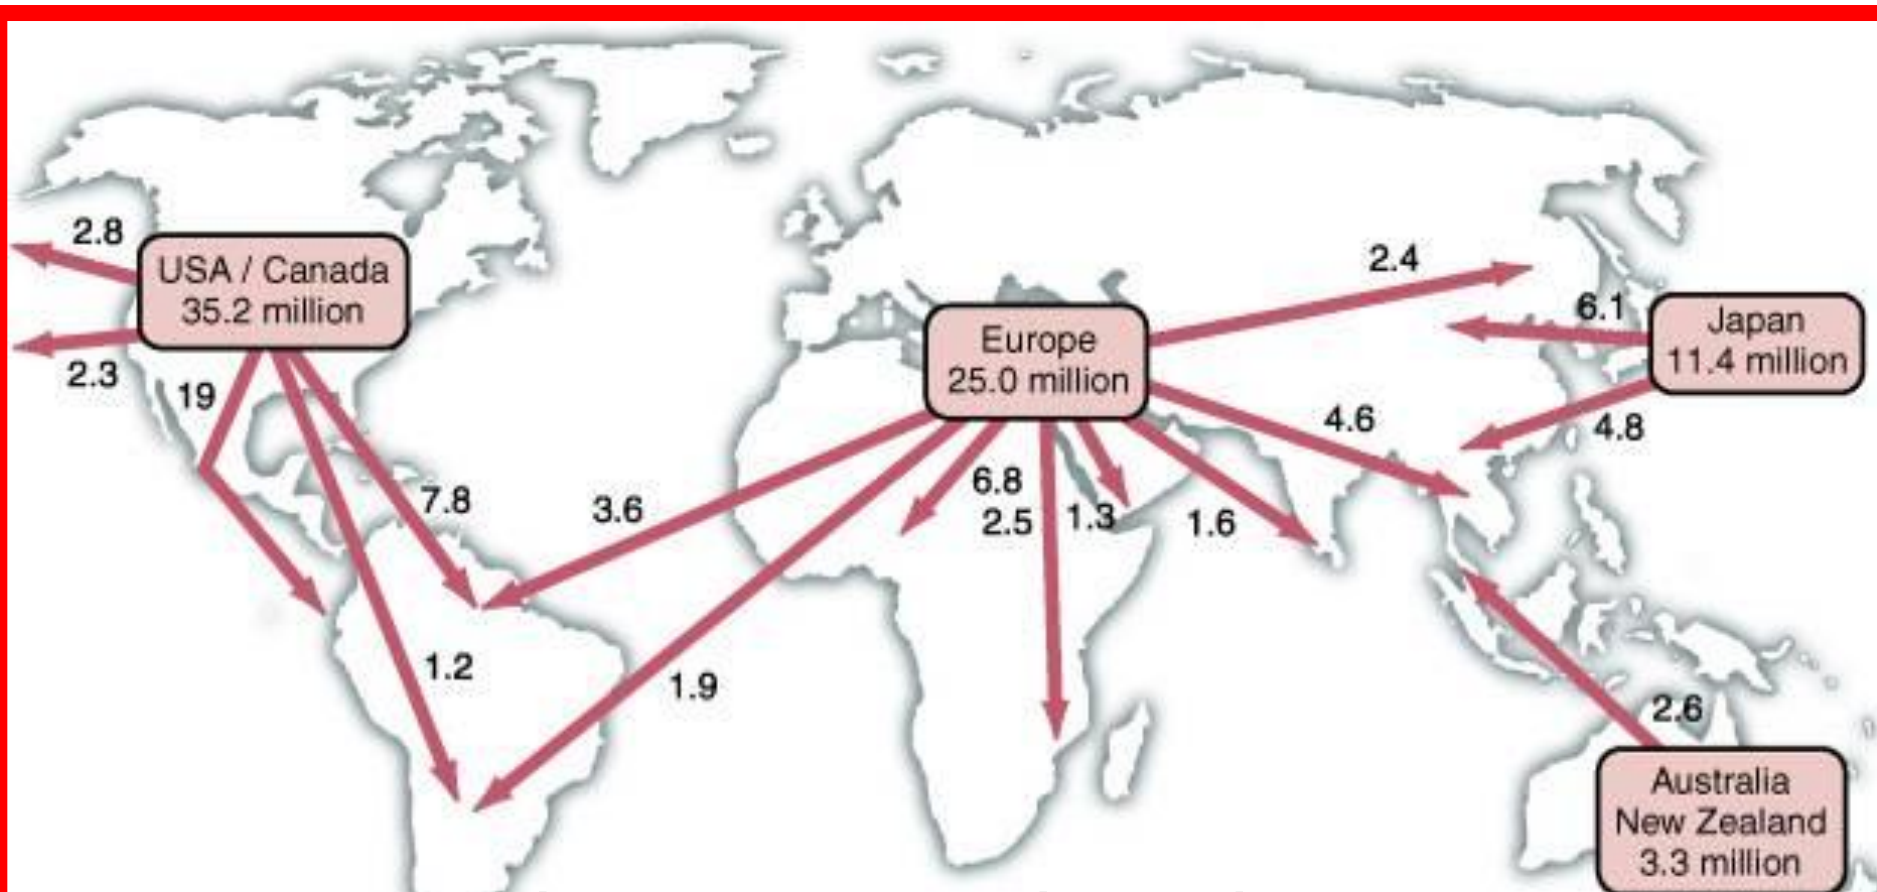 2.8
USA / Canada
35.2 million
2.3
19
7.8
1.2
3.6
1.9
Europe
25.0 million
6.8
2.5
1.3
1.6
2.4
4.6
6.1
Japan
11.4 million
4.8
2.6
Australia
New Zealand
3.3 million